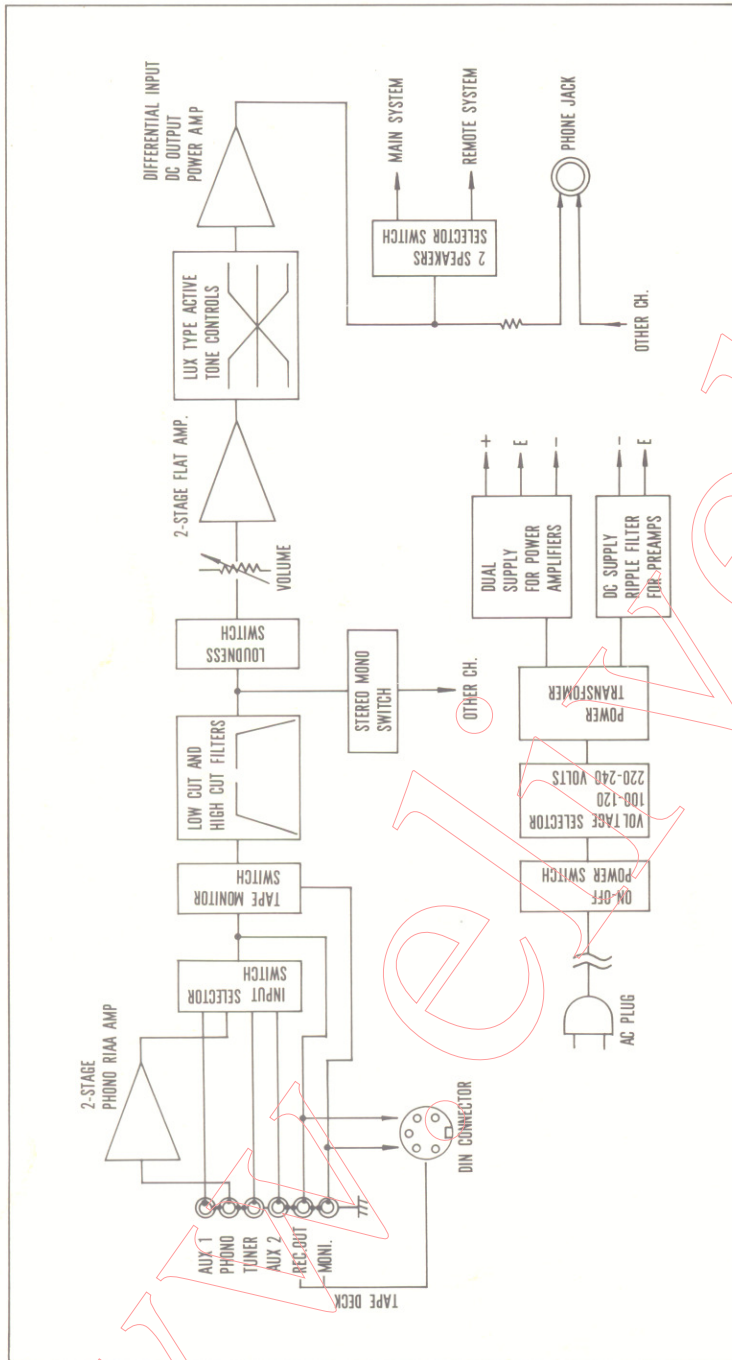 2-STAGE
PHONO RIAA AMP
AUX 1
PHONO
TUNER
AUX 2
REC.OUT
MONI.
TAPE DECK
DIN CONNECTOR
INPUT SELECTOR
SWITCH
TAPE MONITOR
SWITCH
LOW CUT AND
HIGH CUT FILTERS
STEREO MONO
SWITCH
OTHER CH.
LOUDNESS
SWITCH
VOLUME
2-STAGE FLAT AMP.
LUX TYPE ACTIVE
TONE CONTROLS
DIFFERENTIAL INPUT
DC OUTPUT
POWER AMP
2 SPEAKERS
SELECTOR SWITCH
MAIN SYSTEM
REMOTE SYSTEM
PHONE JACK
OTHER CH.
AC PLUG
ON-OFF
POWER SWITCH
VOLTAGE SELECTOR
100-120
220-240 VOLTS
POWER
TRANSFOMER
DUAL
SUPPLY
FOR POWER
AMPLIFIERS
+
E
-
DC SUPPLY
RIPPLE FILTER
FOR PREAMPS
-
E